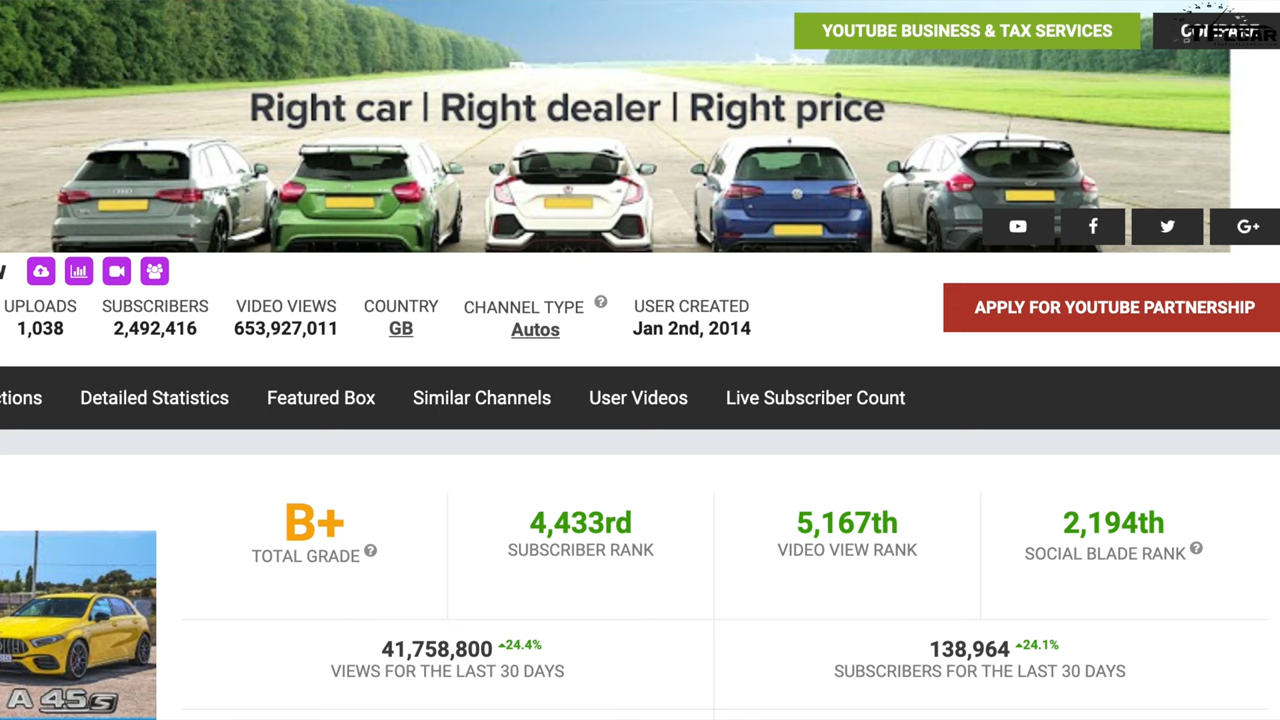 YOUTUBE BUSINESS & TAX SERVICES
COMPARE
Right car | Right dealer | Right price
UPLOADS
1,038
SUBSCRIBERS
2,492,416
VIDEO VIEWS
653,927,011
COUNTRY
GB
CHANNEL TYPE ?
Autos
USER CREATED
Jan 2nd, 2014
APPLY FOR YOUTUBE PARTNERSHIP
Detailed Statistics
Featured Box
Similar Channels
User Videos
Live Subscriber Count
B+
TOTAL GRADE ?
4,433rd
SUBSCRIBER RANK
5,167th
VIDEO VIEW RANK
2,194th
SOCIAL BLADE RANK ?
41,758,800 24.4%
VIEWS FOR THE LAST 30 DAYS
138,964 24.1%
SUBSCRIBERS FOR THE LAST 30 DAYS
A 45 S